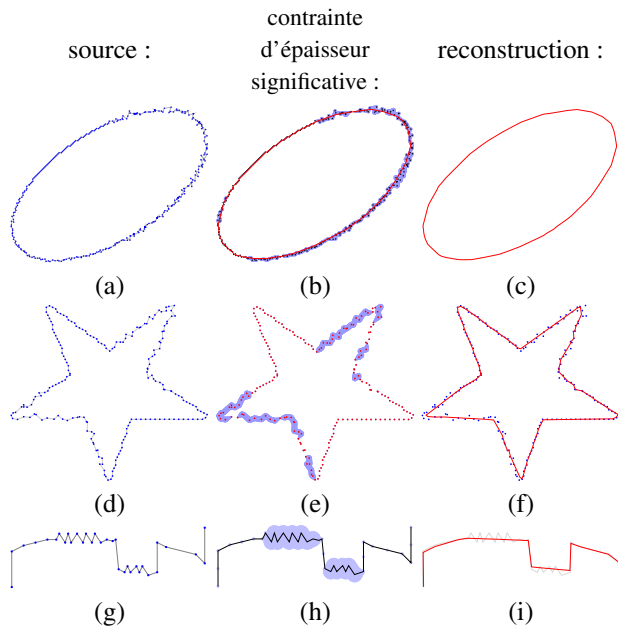 source :
contrainte
d'épaisseur
significative :
reconstruction :
(a)
(b)
(c)
(d)
(e)
(f)
(g)
(h)
(i)